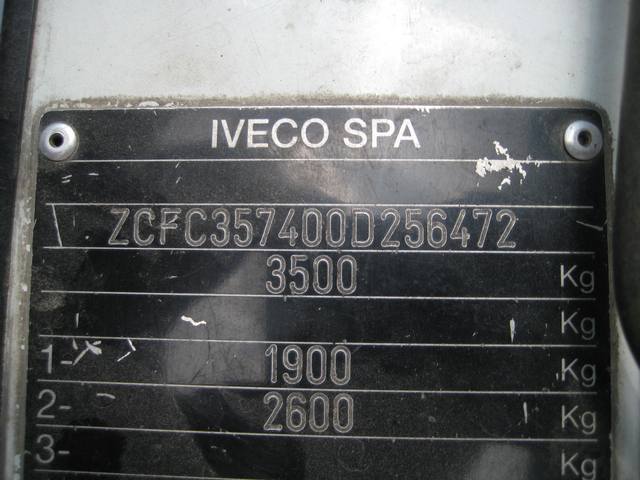 IVECO SPA
ZCFC357400D256472
3500 Kg
Kg
1- 1900 Kg
2- 2600 Kg
3- Kg